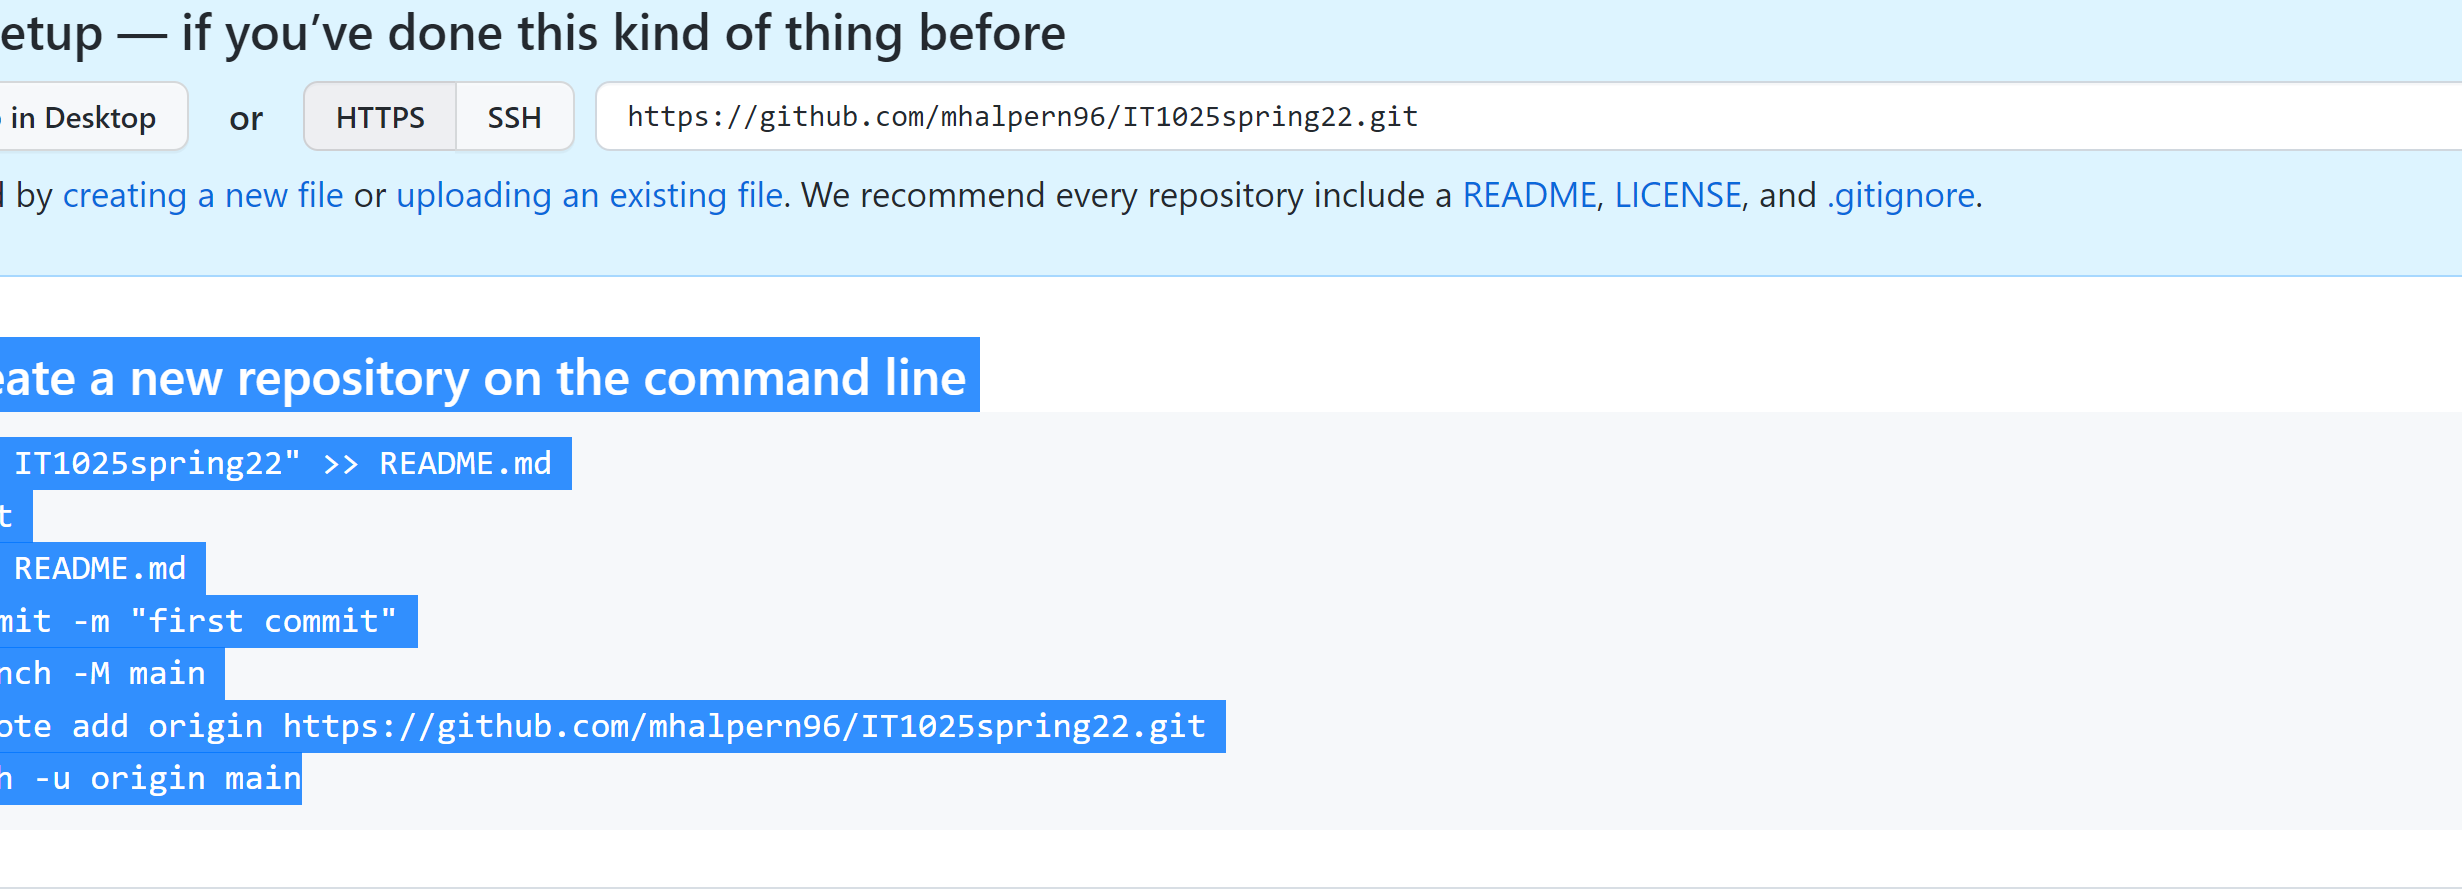 etup — if you’ve done this kind of thing before
in Desktop or HTTPS SSH https://github.com/mhalpern96/IT1025spring22.git
d by creating a new file or uploading an existing file. We recommend every repository include a README, LICENSE, and .gitignore.
eate a new repository on the command line
IT1025spring22" >> README.md
t
README.md
mit -m "first commit"
nch -M main
ote add origin https://github.com/mhalpern96/IT1025spring22.git
h -u origin main